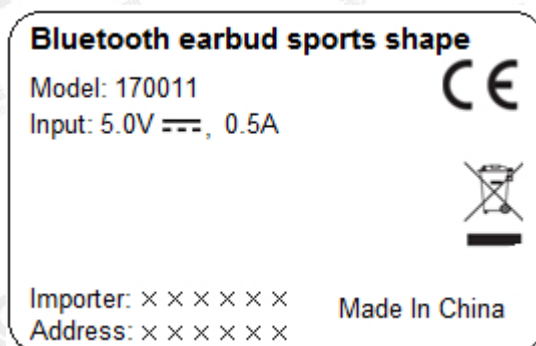 Bluetooth earbud sports shape
Model: 170011
CE
Input: 5.0V ⎓, 0.5A
Importer: × × × × × ×
Made In China
Address: × × × × × ×